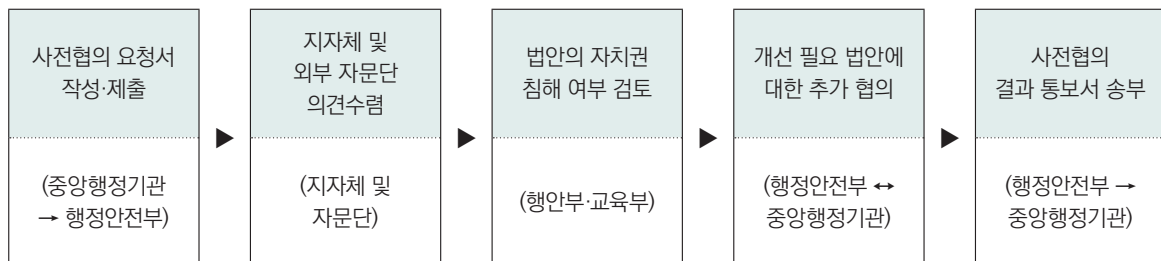 사전협의 요청서
작성·제출
(중앙행정기관
→ 행정안전부)
▶
지자체 및
외부 자문단
의견수렴
(지자체 및
자문단)
▶
법안의 자치권
침해 여부 검토
(행안부·교육부)
▶
개선 필요 법안에
대한 추가 협의
(행정안전부 ↔
중앙행정기관)
▶
사전협의
결과 통보서 송부
(행정안전부 →
중앙행정기관)